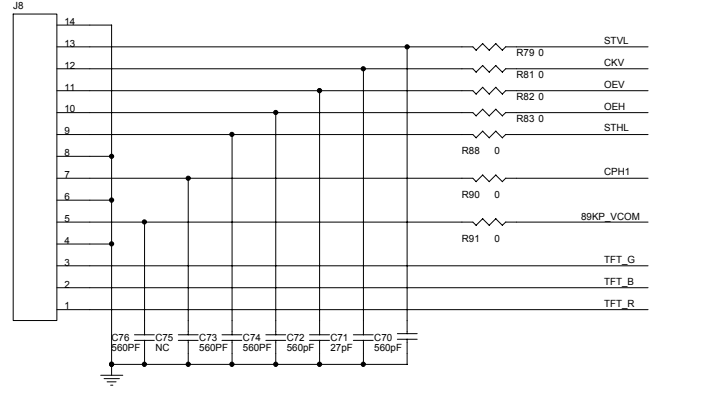 J8
14
13
STVL
R79 0
12
CKV
R81 0
11
OEV
R82 0
10
OEH
R83 0
9
STHL
R88 0
8
7
CPH1
R90 0
6
5
89KP_VCOM
R91 0
4
3
TFT_G
2
TFT_B
1
TFT_R
C76 C75 C73 C74 C72 C71 C70
560PF NC 560PF 560PF 560pF 27pF 560pF